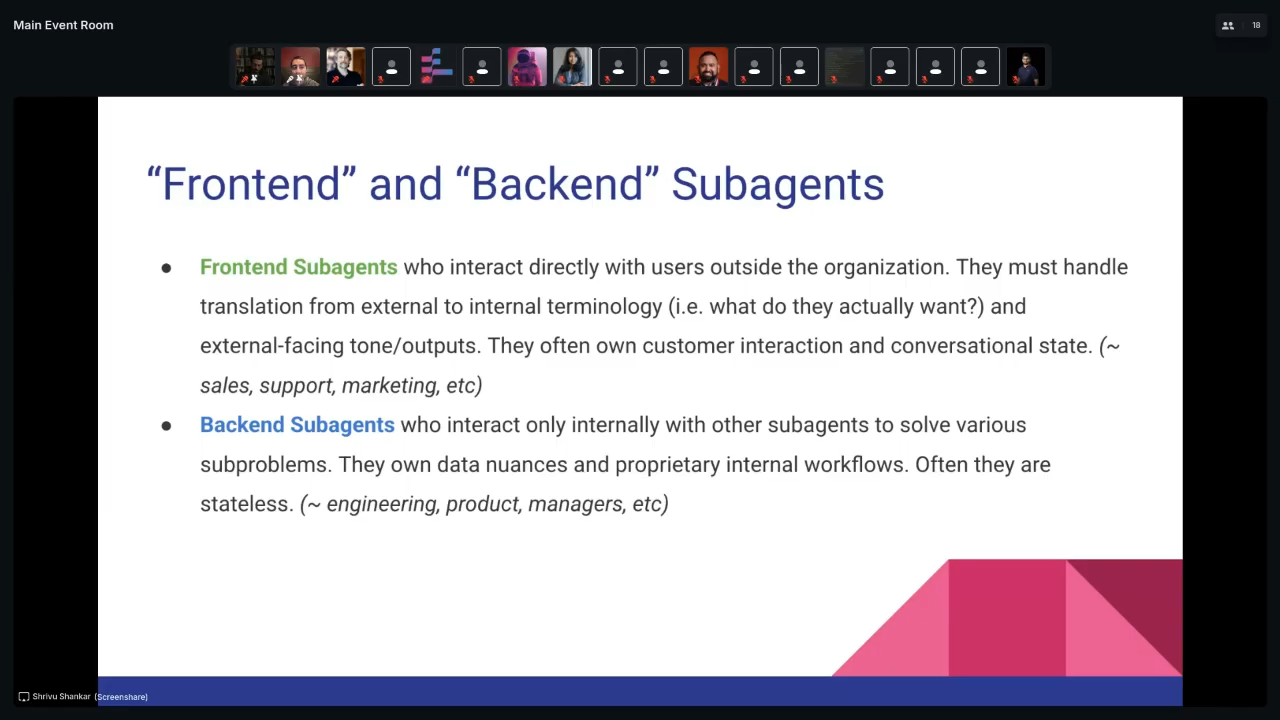 Main Event Room
18
“Frontend” and “Backend” Subagents
● Frontend Subagents who interact directly with users outside the organization. They must handle
translation from external to internal terminology (i.e. what do they actually want?) and
external-facing tone/outputs. They often own customer interaction and conversational state. (~
sales, support, marketing, etc)
● Backend Subagents who interact only internally with other subagents to solve various
subproblems. They own data nuances and proprietary internal workflows. Often they are
stateless. (~ engineering, product, managers, etc)
Shrivu Shankar (Screenshare)